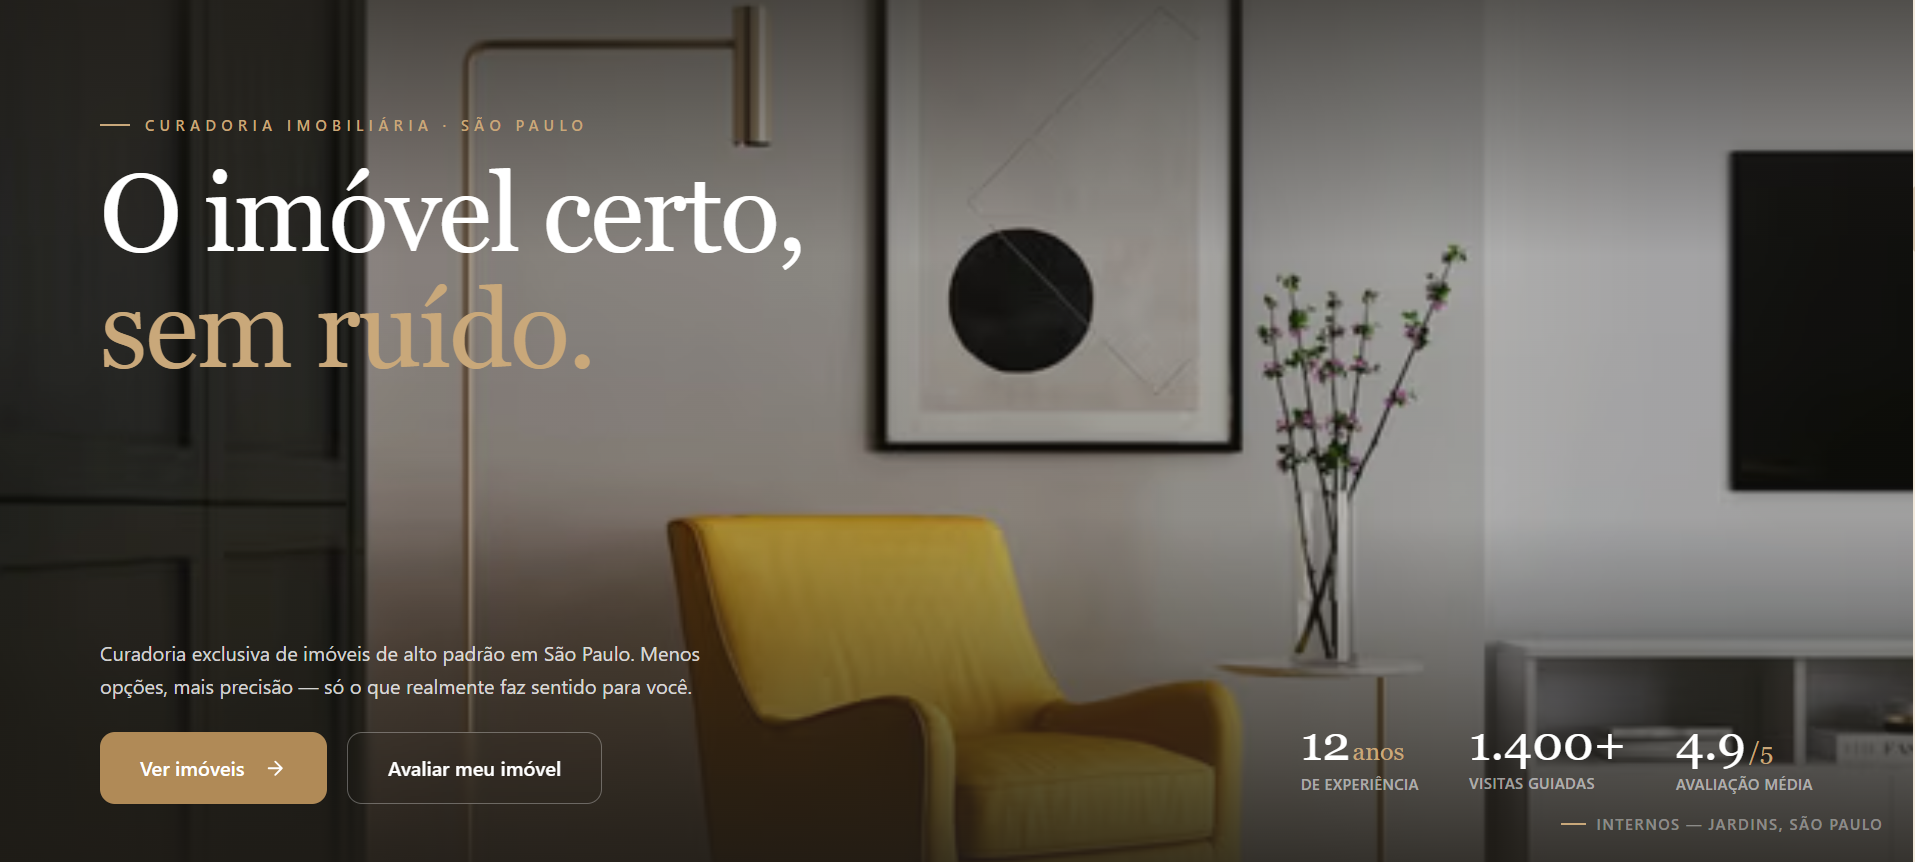 CURADORIA IMOBILIÁRIA · SÃO PAULO
O imóvel certo,
sem ruído.
Curadoria exclusiva de imóveis de alto padrão em São Paulo. Menos
opções, mais precisão — só o que realmente faz sentido para você.
Ver imóveis →
Avaliar meu imóvel
12 anos
DE EXPERIÊNCIA
1.400+
VISITAS GUIADAS
4.9/5
AVALIAÇÃO MÉDIA
INTERNOS — JARDINS, SÃO PAULO